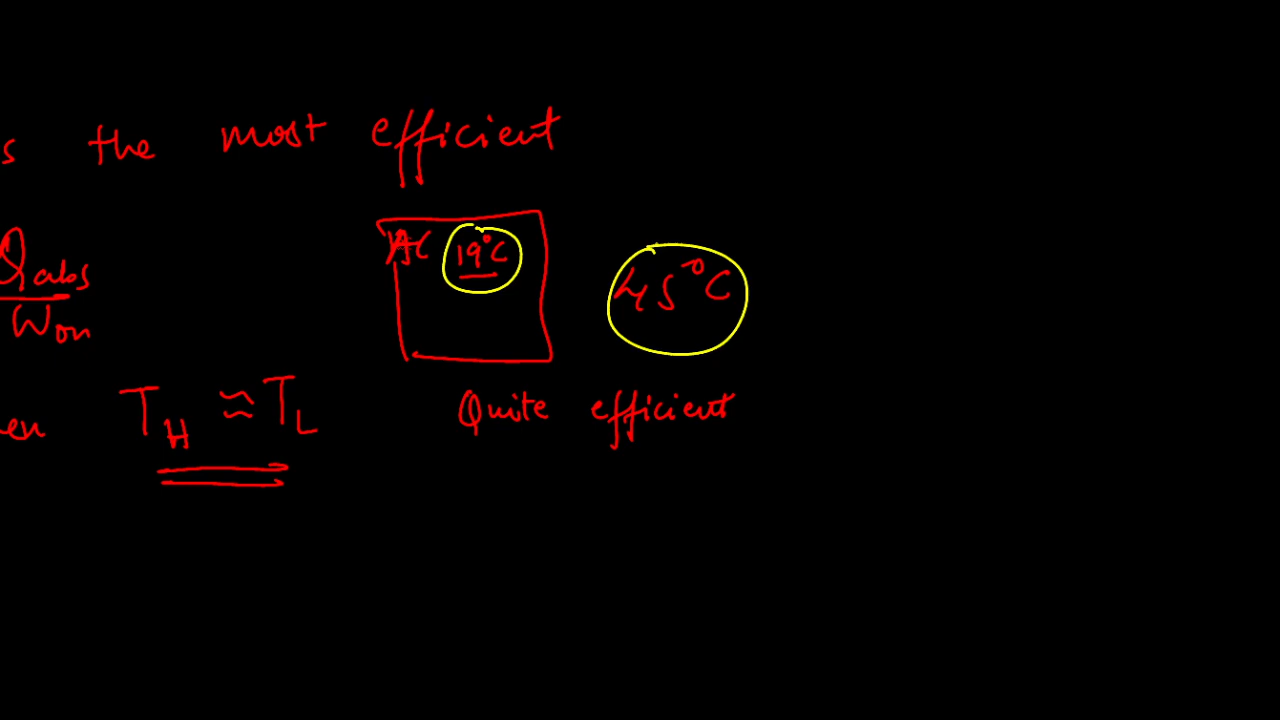 s the most efficient
AC 19°C
45°C
Qabs
Won
en TH ≈ TL
Quite efficient